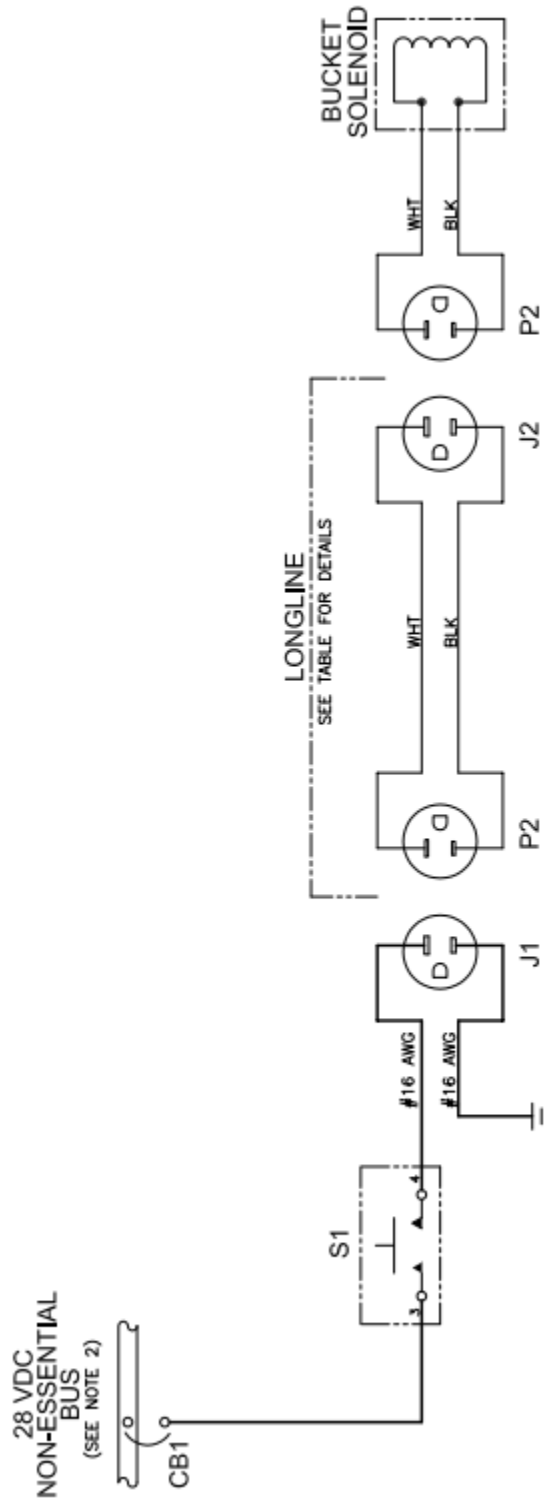 28 VDC
NON-ESSENTIAL
BUS
(SEE NOTE 2)
CB1
S1
3
4
#16 AWG
#16 AWG
J1
LONGLINE
SEE TABLE FOR DETAILS
P2
WHT
BLK
J2
P2
WHT
BLK
BUCKET
SOLENOID